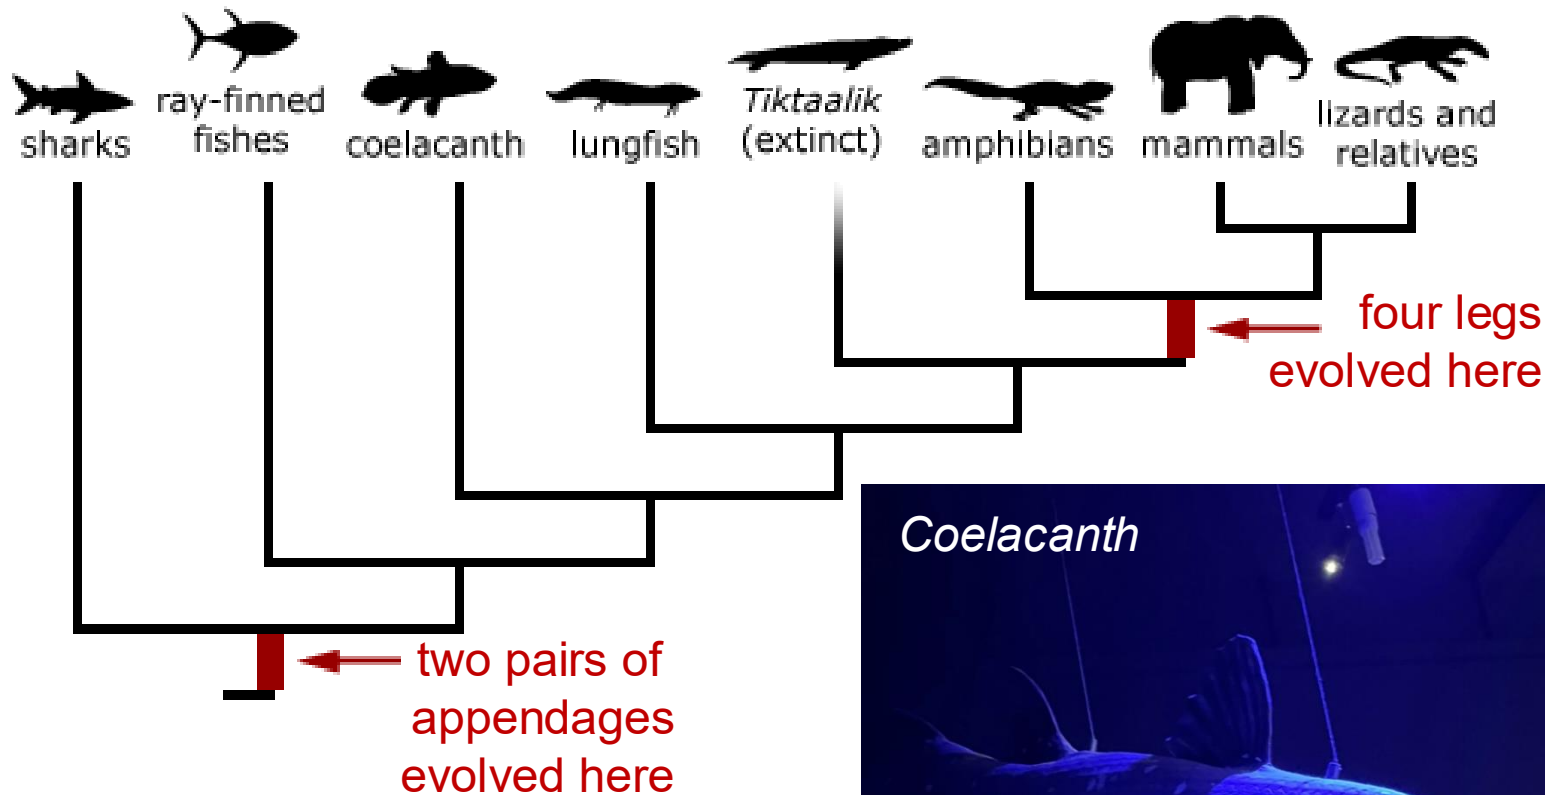 sharks
ray-finned
fishes
coelacanth
lungfish
Tiktaalik
(extinct)
amphibians
mammals
lizards and
relatives
four legs
evolved here
Coelacanth
two pairs of
appendages
evolved here